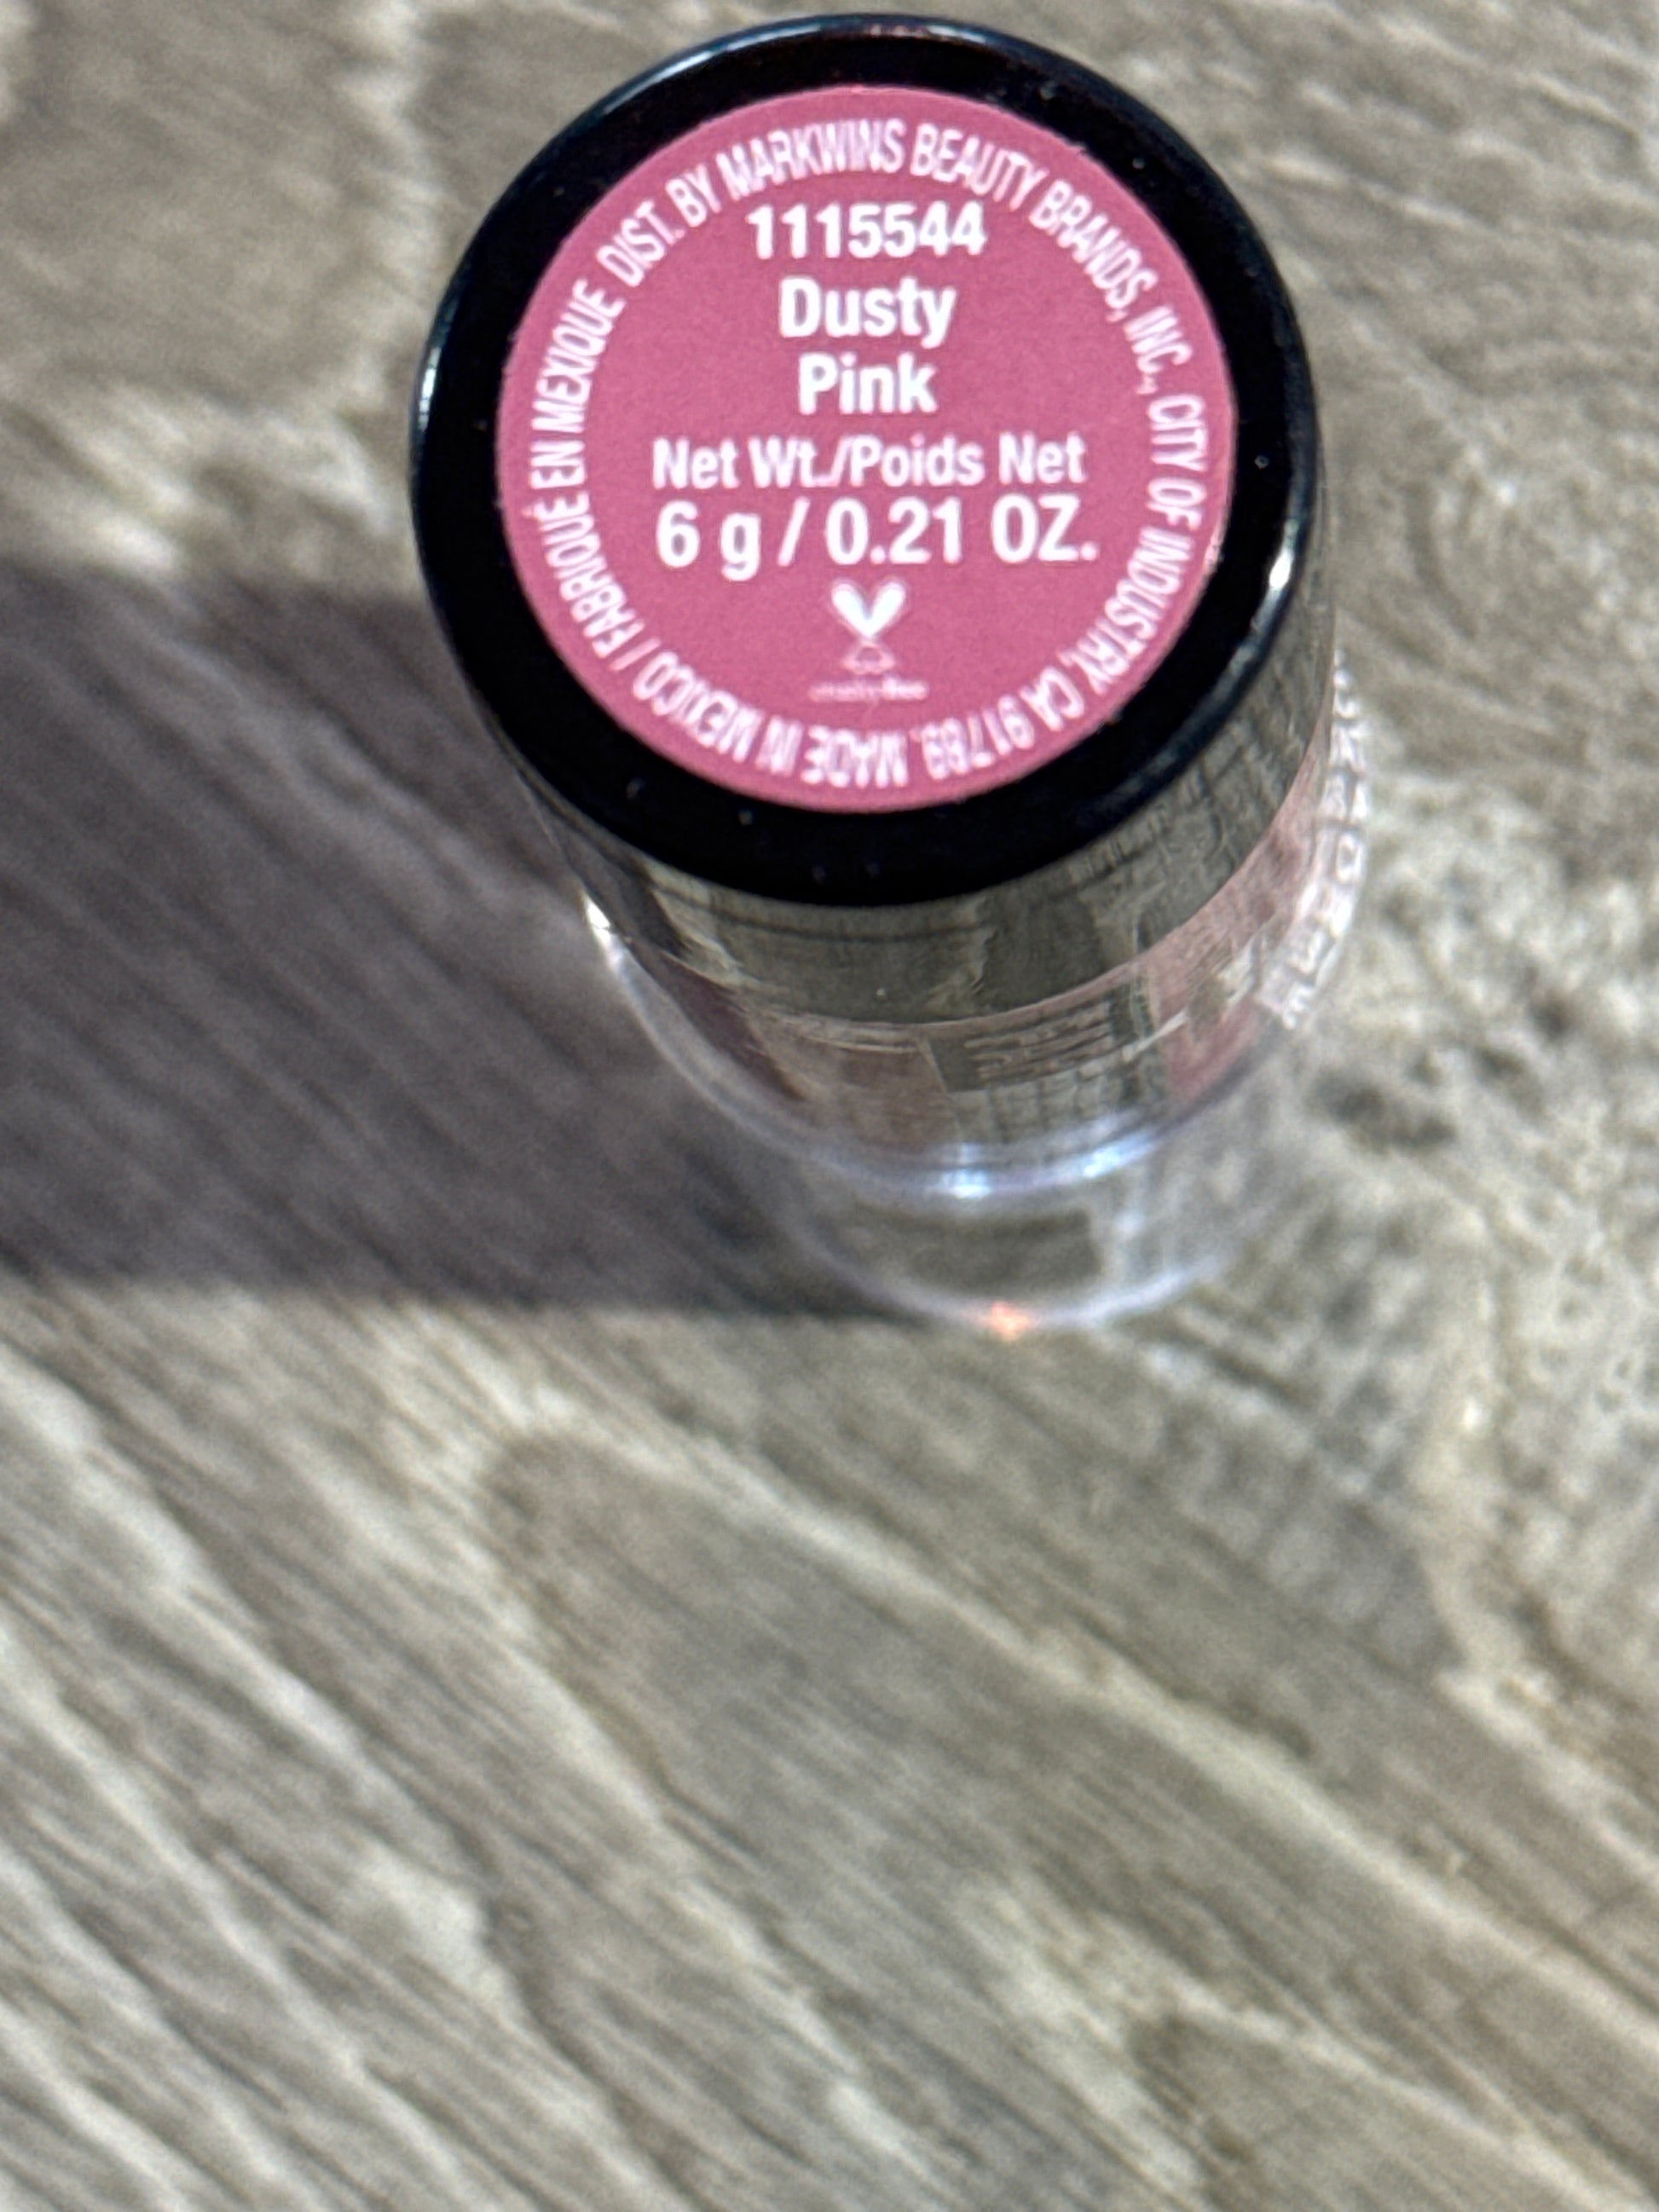 DIST. BY MARKWINS BEAUTY BRANDS, INC., CITY OF INDUSTRY, CA 91789. MADE IN MEXICO / FABRIQUÉ EN MEXIQUE
1115544
Dusty
Pink
Net Wt./Poids Net
6 g / 0.21 OZ.
crueltyfree